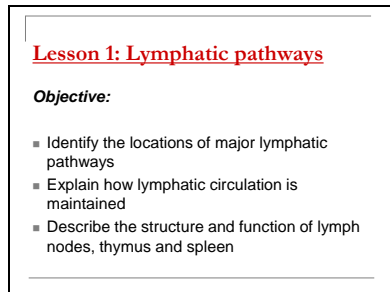 Lesson 1: Lymphatic pathways
Objective:
Identify the locations of major lymphatic
pathways
Explain how lymphatic circulation is
maintained
Describe the structure and function of lymph
nodes, thymus and spleen